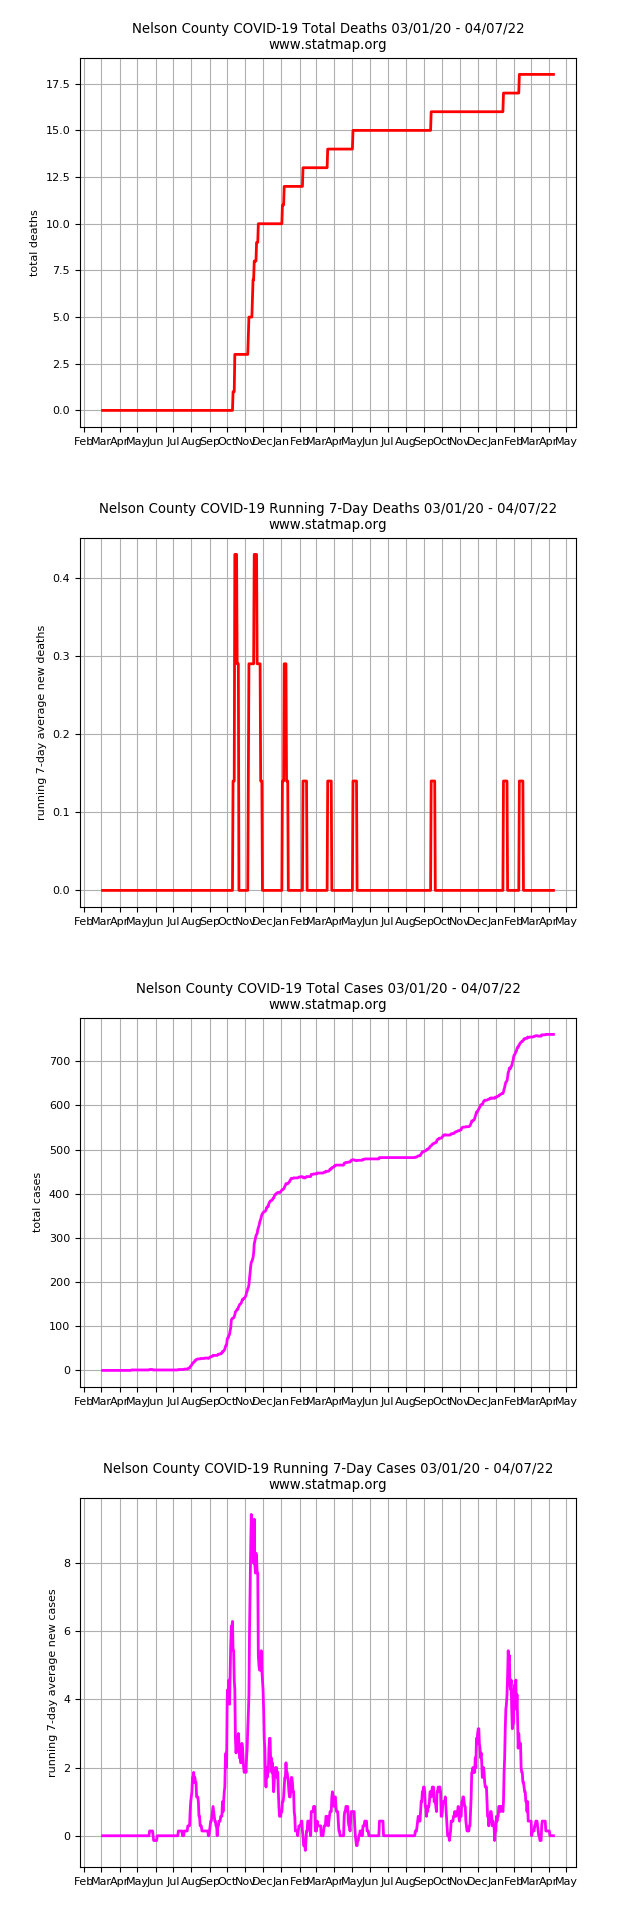 Nelson County COVID-19 Total Deaths 03/01/20 - 04/07/22
www.statmap.org
17.5
15.0
12.5
10.0
7.5
5.0
2.5
0.0
total deaths
Feb Mar Apr May Jun Jul Aug Sep Oct Nov Dec Jan Feb Mar Apr May Jun Jul Aug Sep Oct Nov Dec Jan Feb Mar Apr May
Nelson County COVID-19 Running 7-Day Deaths 03/01/20 - 04/07/22
www.statmap.org
0.4
0.3
0.2
0.1
0.0
running 7-day average new deaths
Feb Mar Apr May Jun Jul Aug Sep Oct Nov Dec Jan Feb Mar Apr May Jun Jul Aug Sep Oct Nov Dec Jan Feb Mar Apr May
Nelson County COVID-19 Total Cases 03/01/20 - 04/07/22
www.statmap.org
700
600
500
400
300
200
100
0
total cases
Feb Mar Apr May Jun Jul Aug Sep Oct Nov Dec Jan Feb Mar Apr May Jun Jul Aug Sep Oct Nov Dec Jan Feb Mar Apr May
Nelson County COVID-19 Running 7-Day Cases 03/01/20 - 04/07/22
www.statmap.org
8
6
4
2
0
running 7-day average new cases
Feb Mar Apr May Jun Jul Aug Sep Oct Nov Dec Jan Feb Mar Apr May Jun Jul Aug Sep Oct Nov Dec Jan Feb Mar Apr May